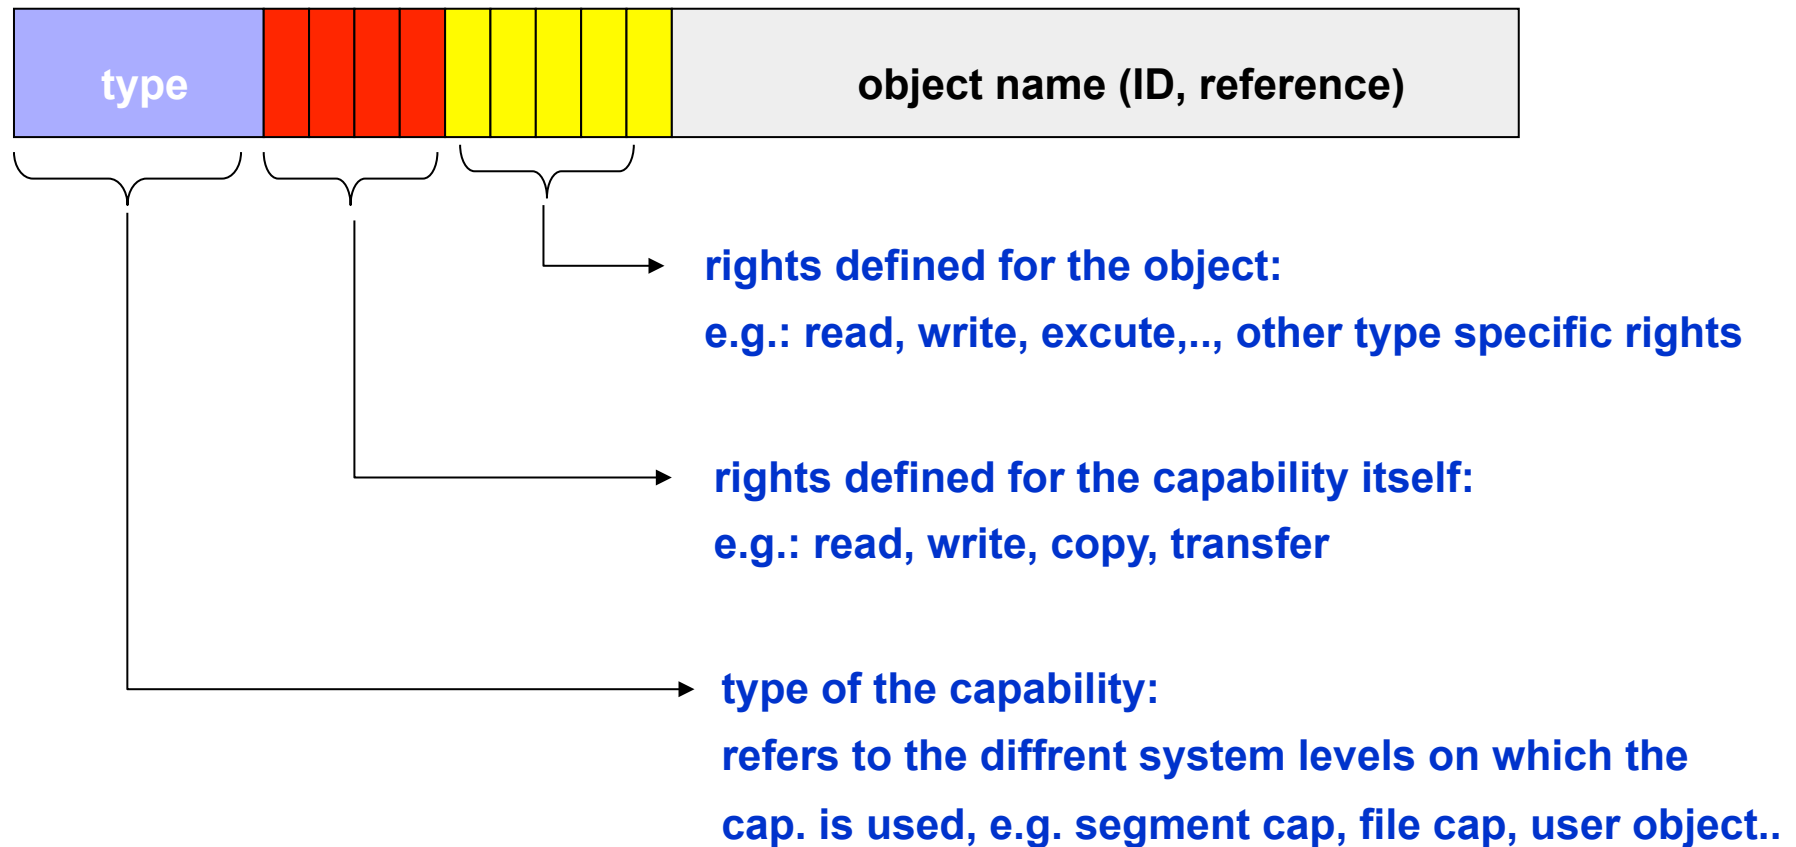 type
object name (ID, reference)
rights defined for the object:
e.g.: read, write, excute,.., other type specific rights
rights defined for the capability itself:
e.g.: read, write, copy, transfer
type of the capability:
refers to the diffrent system levels on which the
cap. is used, e.g. segment cap, file cap, user object..